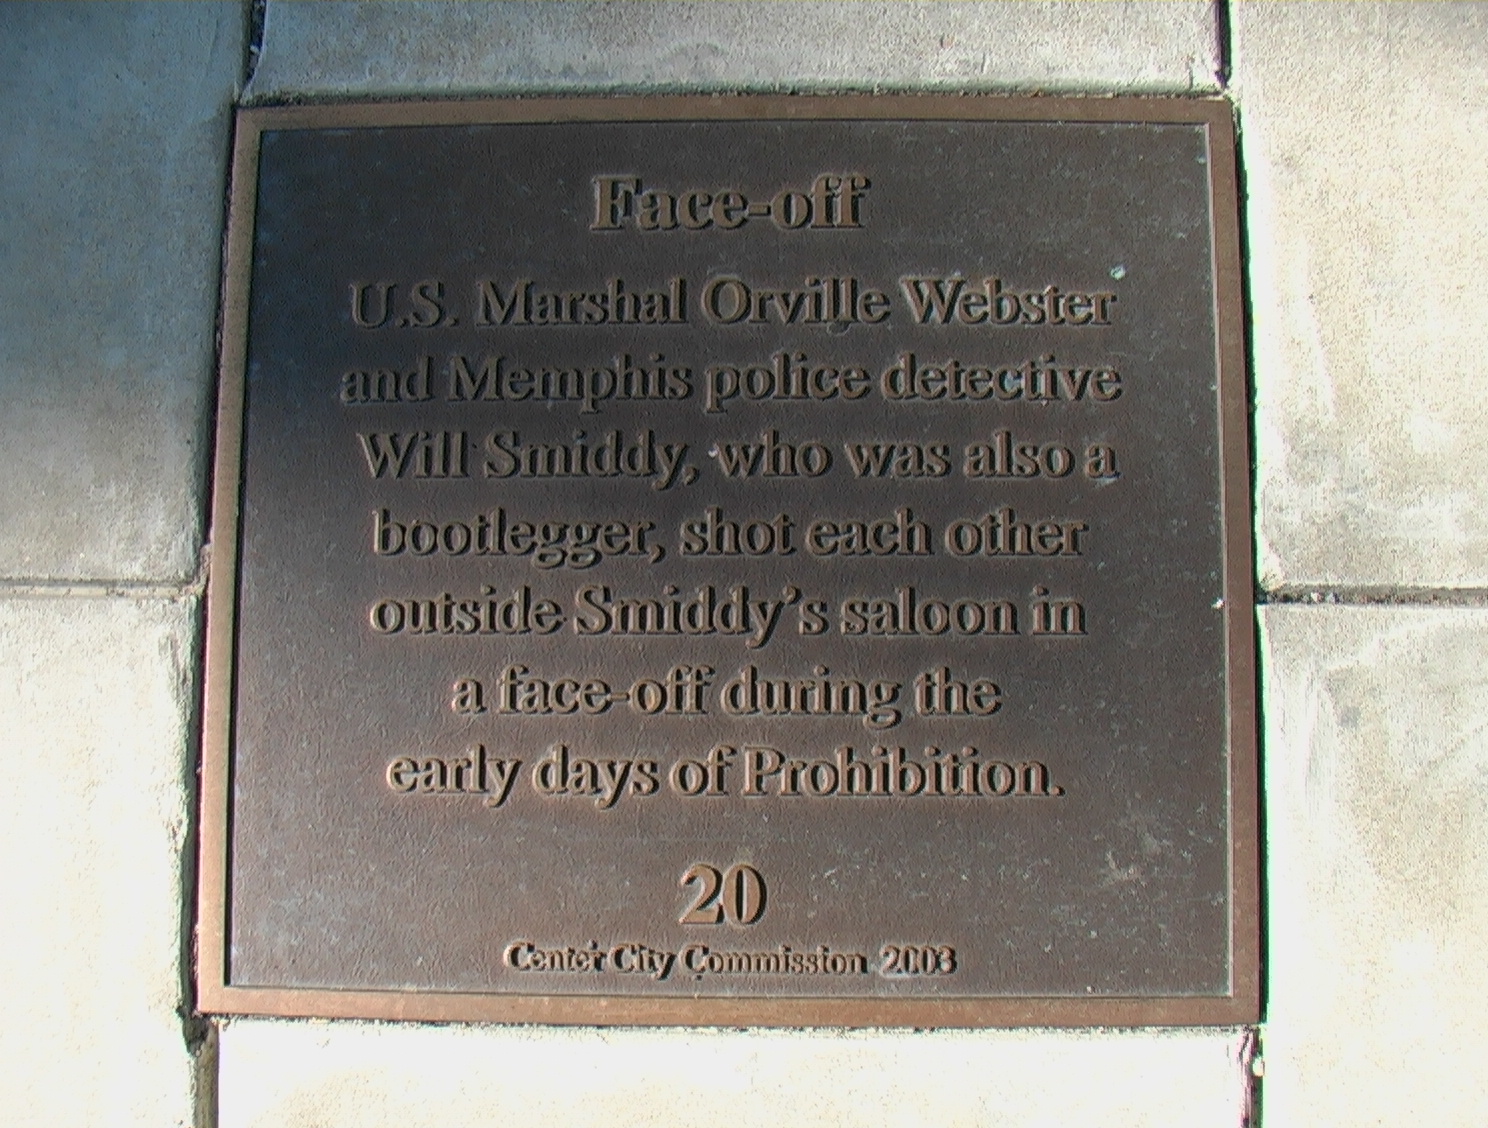 Face-off
U.S. Marshal Orville Webster
and Memphis police detective
Will Smiddy, who was also a
bootlegger, shot each other
outside Smiddy's saloon in
a face-off during the
early days of Prohibition.
20
Center City Commission 2003